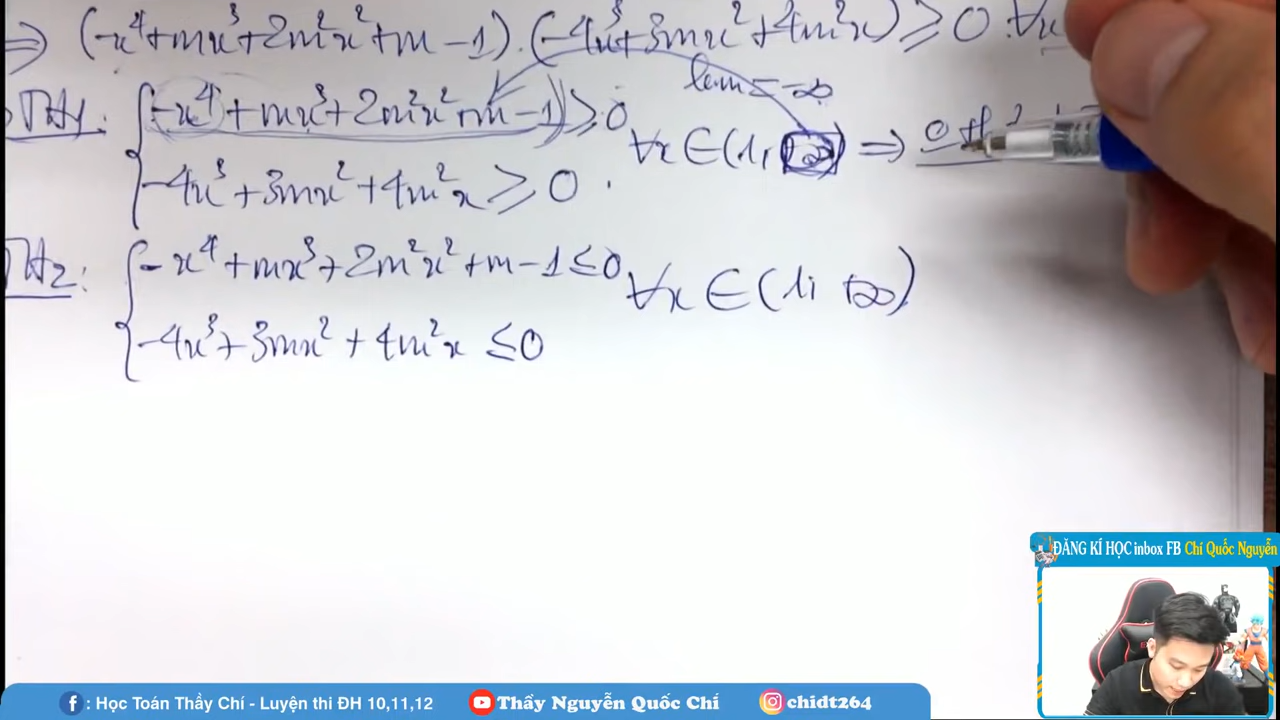 ⇒ (-x⁴+mx³+2m²x²+m-1).(-4x³+3mx²+4m²x) ≥ 0 . ∀x
TH1: { -x⁴+mx³+2m²x²+m-1) ≥ 0
-4x³+3mx²+4m²x ≥ 0 .
lim = -∞
∀x ∈ (1; +∞) ⇒
TH2: { -x⁴+mx³+2m²x²+m-1 ≤ 0
-4x³+3mx²+4m²x ≤ 0
∀x ∈ (1; +∞)
ĐĂNG KÍ HỌC inbox FB Chí Quốc Nguyễn
: Học Toán Thầy Chí - Luyện thi ĐH 10,11,12
Thầy Nguyễn Quốc Chí
chidt264